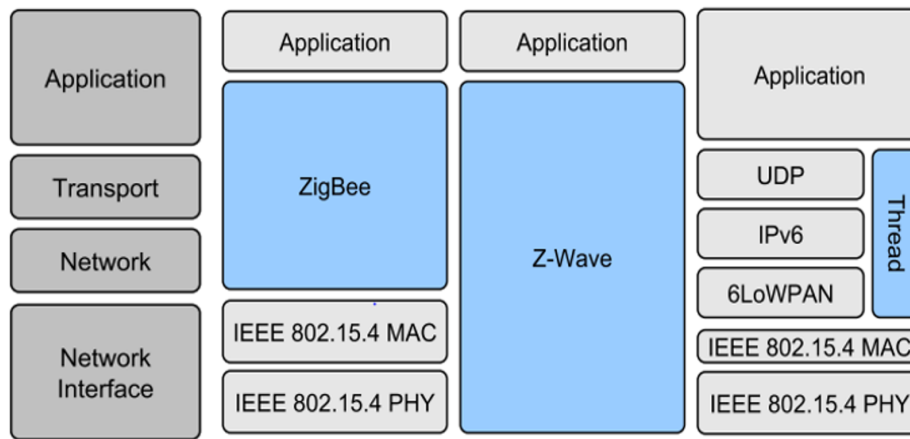 Application
Transport
Network
Network
Interface
Application
ZigBee
IEEE 802.15.4 MAC
IEEE 802.15.4 PHY
Application
Z-Wave
Application
UDP
IPv6
6LoWPAN
Thread
IEEE 802.15.4 MAC
IEEE 802.15.4 PHY